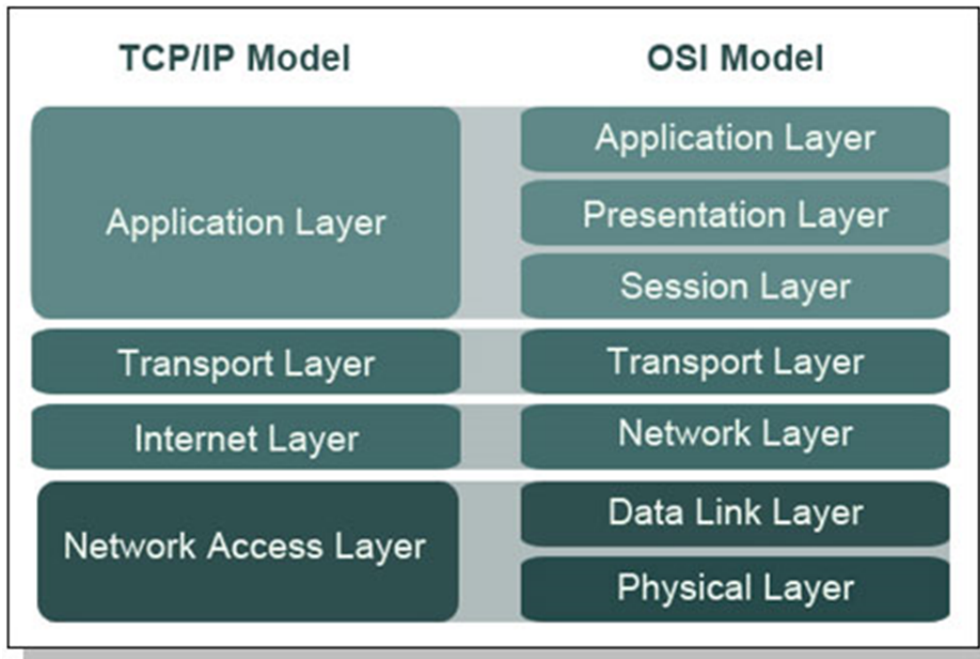 TCP/IP Model
OSI Model
Application Layer
Transport Layer
Internet Layer
Network Access Layer
Application Layer
Presentation Layer
Session Layer
Transport Layer
Network Layer
Data Link Layer
Physical Layer